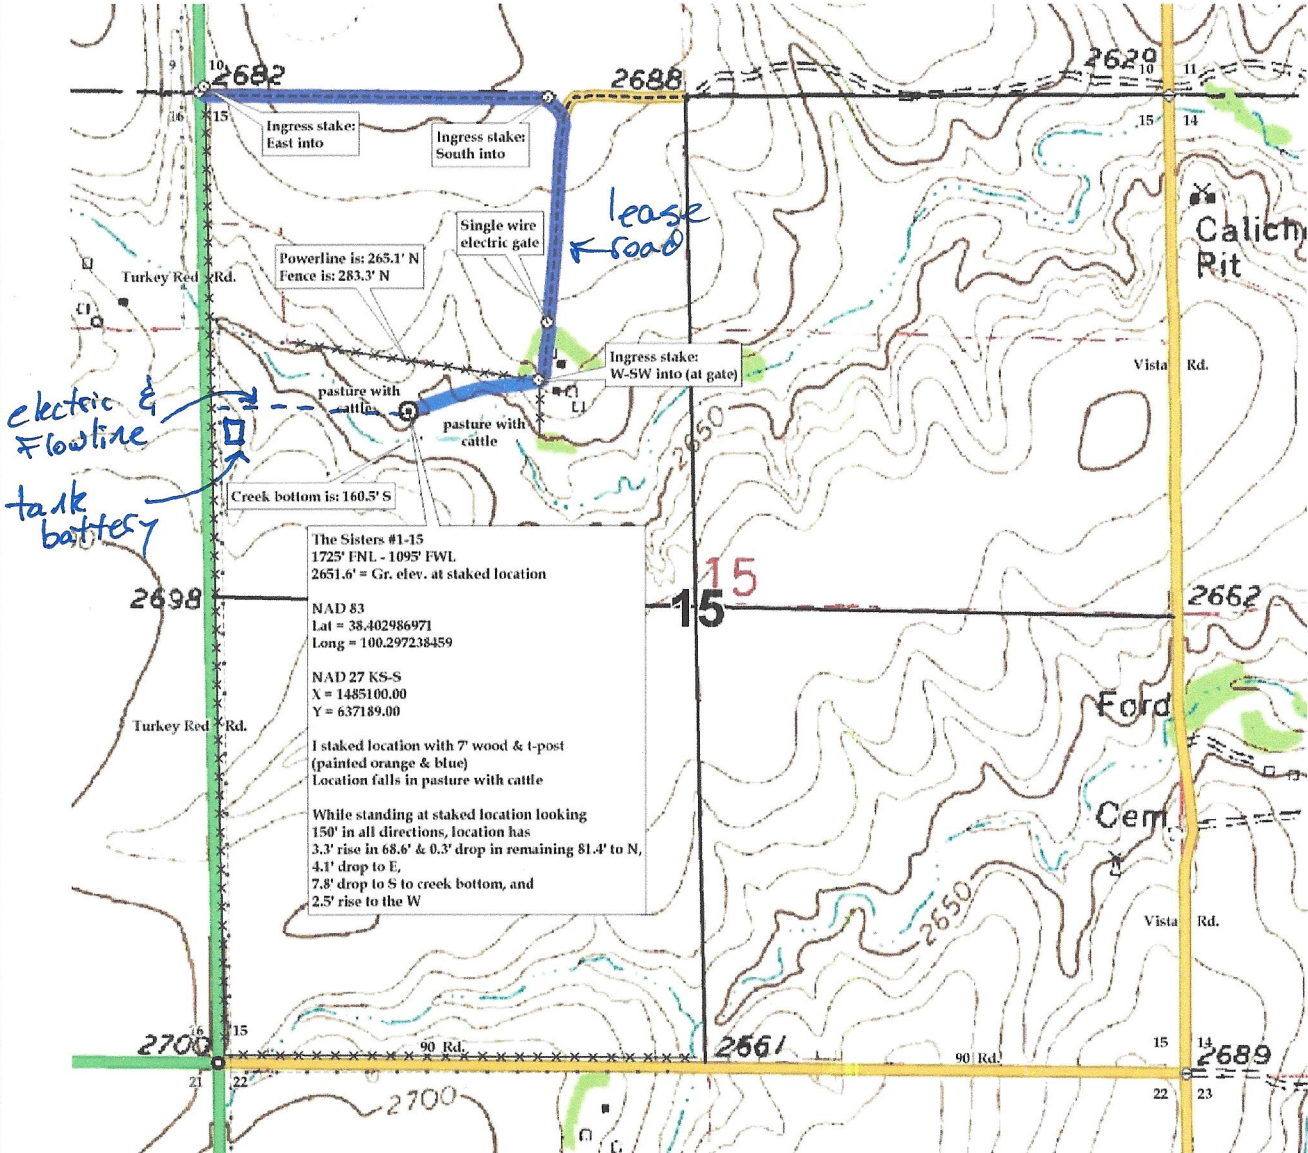 9
10
2682
16
15
2688
2629
10
11
15
14
Ingress stake:
East into
Ingress stake:
South into
lease
road
Single wire
electric gate
Calich
Pit
Powerline is: 265.1' N
Fence is: 283.3' N
Turkey Red Rd.
Ingress stake:
W-SW into (at gate)
Vista Rd.
electric &
Flowline
pasture with
cattle
pasture with
cattle
2650
tank
battery
Creek bottom is: 160.5' S
The Sisters #1-15
1725' FNL - 1095' FWL
2651.6' = Gr. elev. at staked location
NAD 83
Lat = 38.402986971
Long = 100.297238459
NAD 27 KS-S
X = 1485100.00
Y = 637189.00
I staked location with 7' wood & t-post
(painted orange & blue)
Location falls in pasture with cattle
While standing at staked location looking
150' in all directions, location has
3.3' rise in 68.6' & 0.3' drop in remaining 81.4' to N,
4.1' drop to E,
7.8' drop to S to creek bottom, and
2.5' rise to the W
2698
15
15
2662
Ford
Turkey Red Rd.
Cem
2650
Vista Rd.
16
15
2700
90 Rd.
2661
90 Rd.
15
14
2689
21
22
2700
22
23